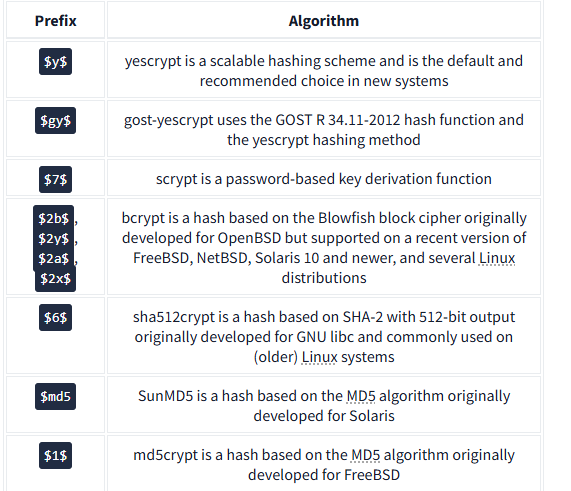 Prefix Algorithm
$y$ yescrypt is a scalable hashing scheme and is the default and
recommended choice in new systems
$gy$ gost-yescrypt uses the GOST R 34.11-2012 hash function and
the yescrypt hashing method
$7$ scrypt is a password-based key derivation function
$2b$, bcrypt is a hash based on the Blowfish block cipher originally
$2y$, developed for OpenBSD but supported on a recent version of
$2a$, FreeBSD, NetBSD, Solaris 10 and newer, and several Linux
$2x$ distributions
$6$ sha512crypt is a hash based on SHA-2 with 512-bit output
originally developed for GNU libc and commonly used on
(older) Linux systems
$md5 SunMD5 is a hash based on the MD5 algorithm originally
developed for Solaris
$1$ md5crypt is a hash based on the MD5 algorithm originally
developed for FreeBSD